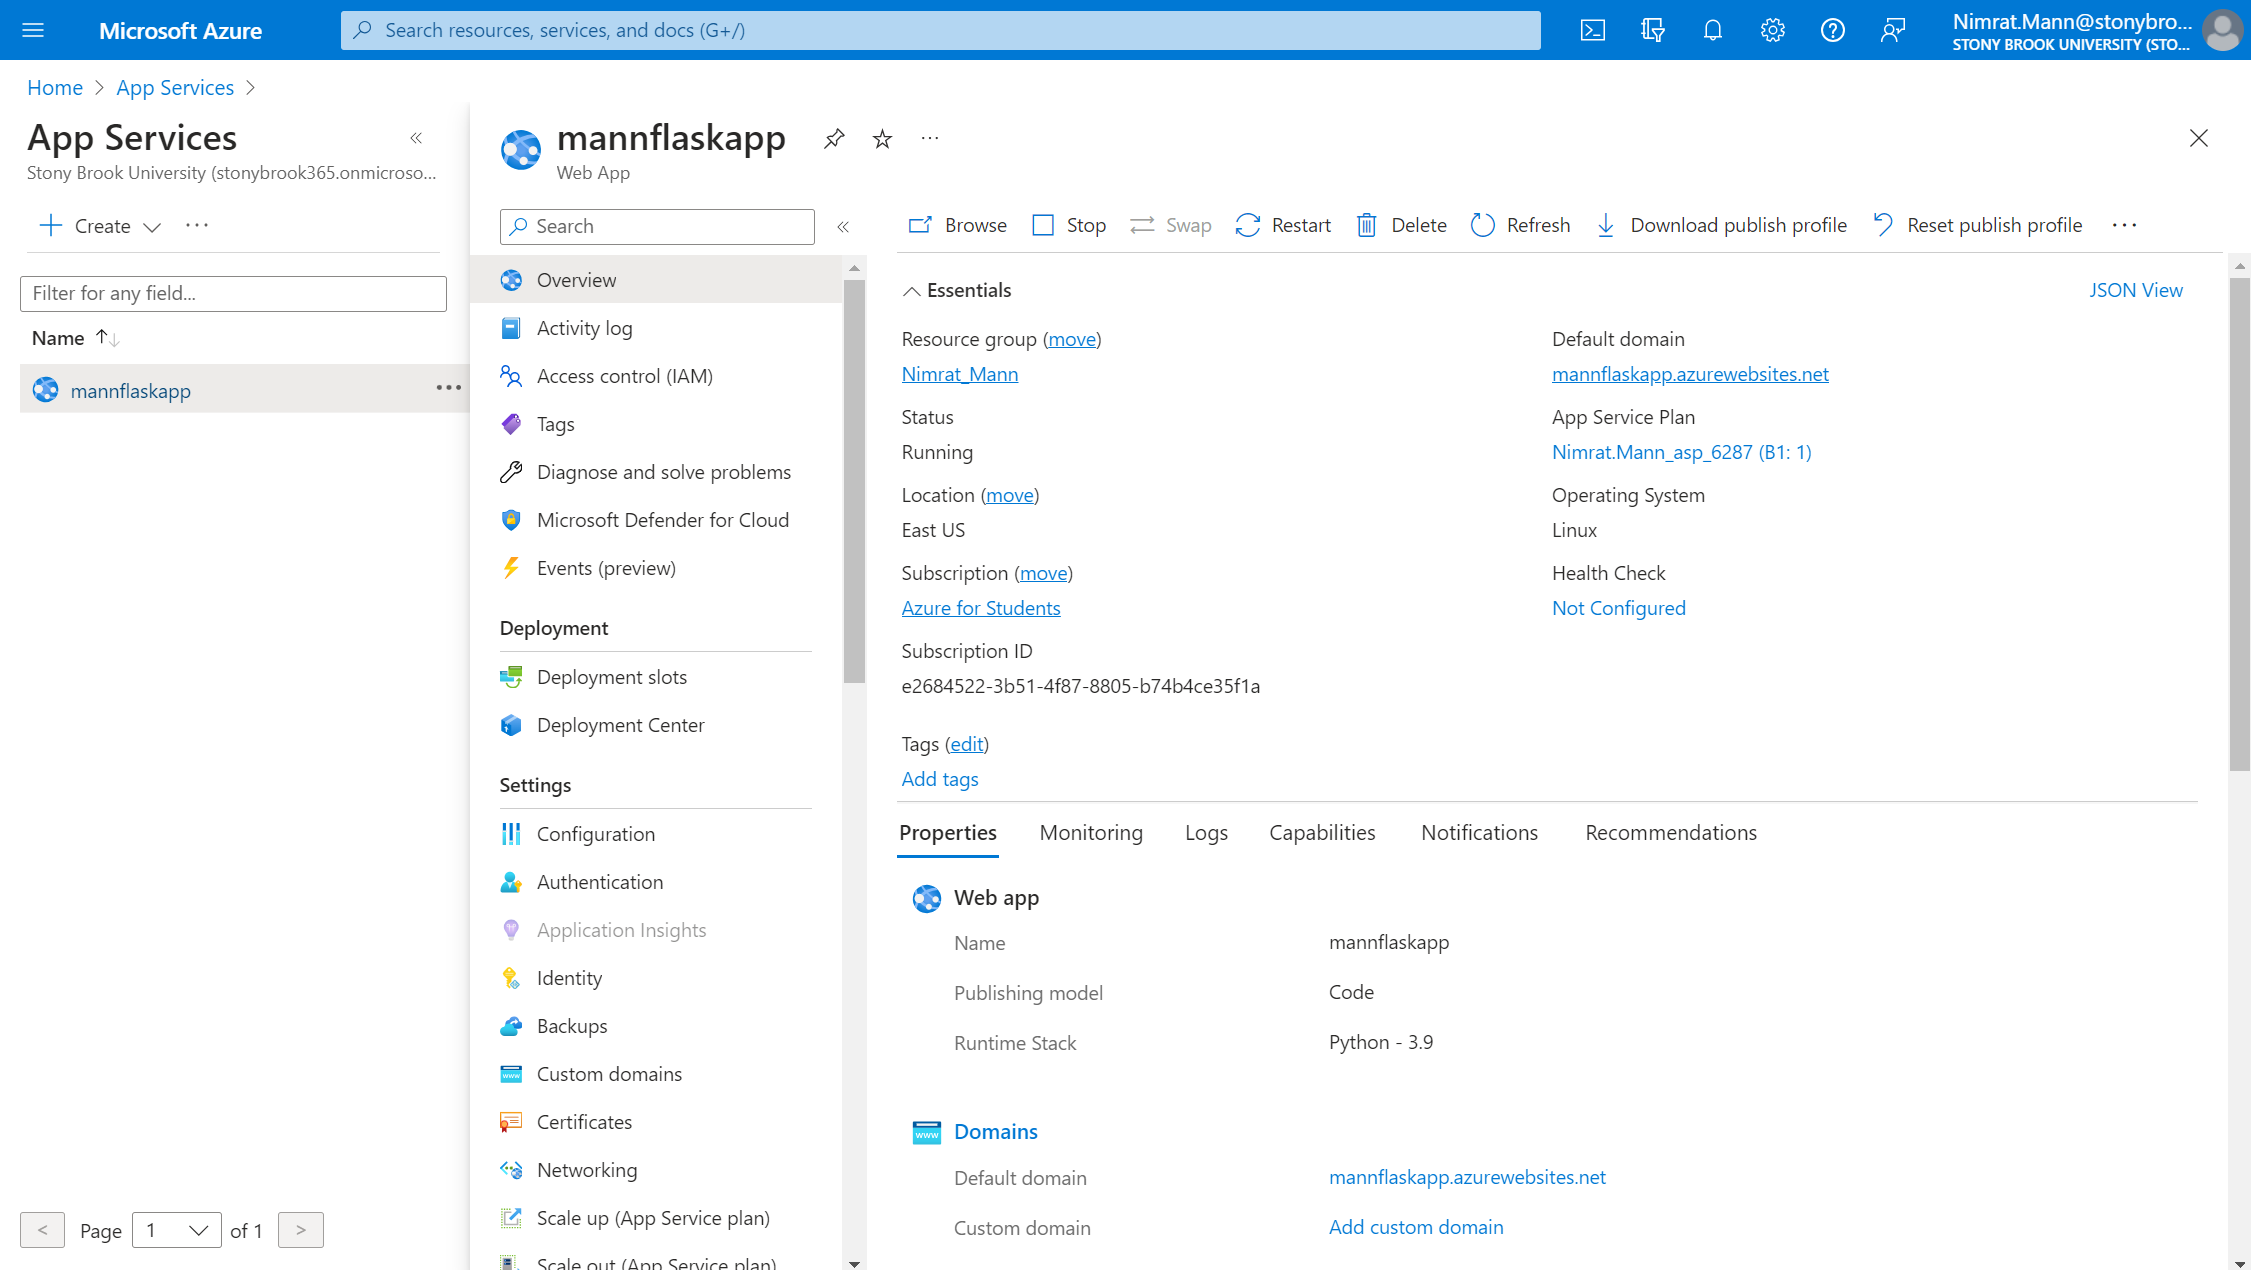 Microsoft Azure
Search resources, services, and docs (G+/)
Nimrat.Mann@stonybro...
STONY BROOK UNIVERSITY (STO...
Home > App Services >
App Services
Stony Brook University (stonybrook365.onmicroso...
Create
Filter for any field...
Name
mannflaskapp
Page 1 of 1
mannflaskapp
Web App
Search
Overview
Activity log
Access control (IAM)
Tags
Diagnose and solve problems
Microsoft Defender for Cloud
Events (preview)
Deployment
Deployment slots
Deployment Center
Settings
Configuration
Authentication
Application Insights
Identity
Backups
Custom domains
Certificates
Networking
Scale up (App Service plan)
Scale out (App Service plan)
Browse Stop Swap Restart Delete Refresh Download publish profile Reset publish profile
Essentials
JSON View
Resource group (move)
Nimrat_Mann
Status
Running
Location (move)
East US
Subscription (move)
Azure for Students
Subscription ID
e2684522-3b51-4f87-8805-b74b4ce35f1a
Default domain
mannflaskapp.azurewebsites.net
App Service Plan
Nimrat.Mann_asp_6287 (B1: 1)
Operating System
Linux
Health Check
Not Configured
Tags (edit)
Add tags
Properties Monitoring Logs Capabilities Notifications Recommendations
Web app
Name mannflaskapp
Publishing model Code
Runtime Stack Python - 3.9
Domains
Default domain mannflaskapp.azurewebsites.net
Custom domain Add custom domain